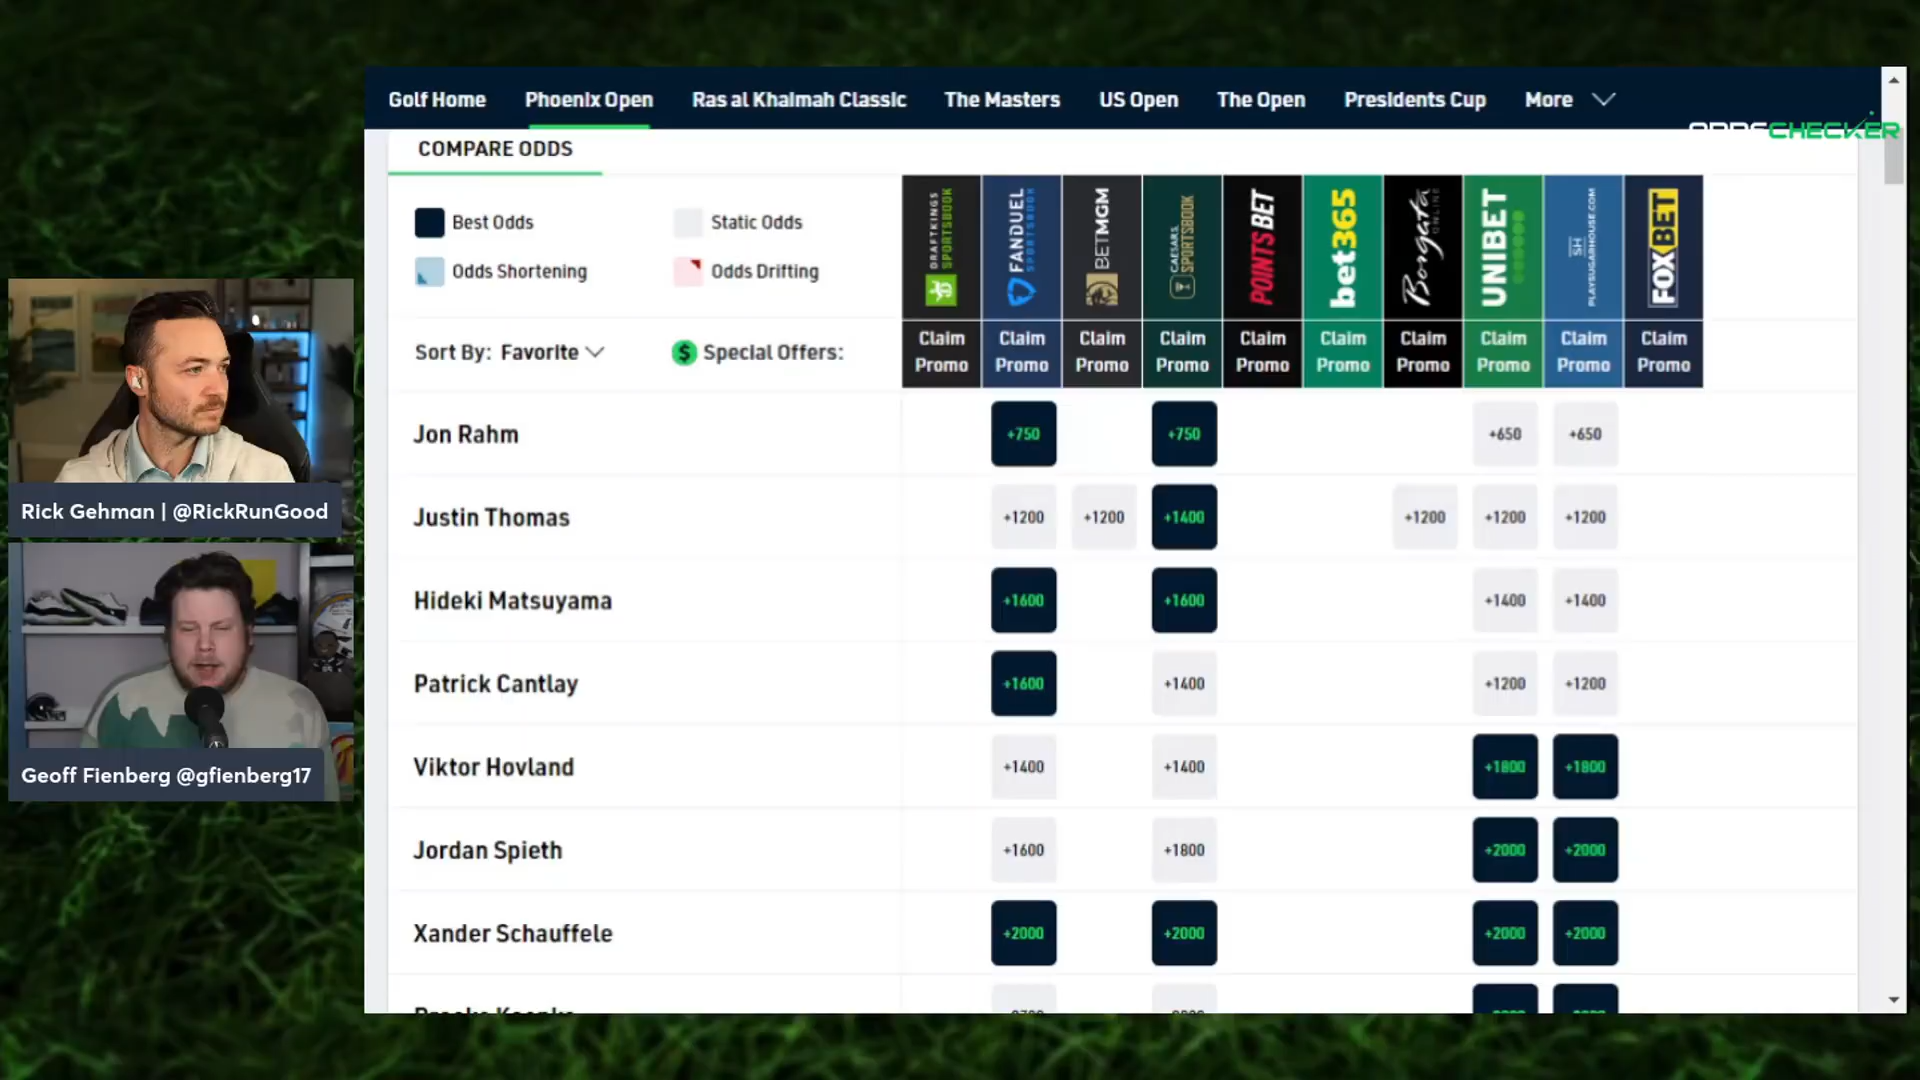 Golf Home Phoenix Open Ras al Khaimah Classic The Masters US Open The Open Presidents Cup More
CHECKER
COMPARE ODDS
Best Odds Static Odds
Odds Shortening Odds Drifting
DRAFTKINGS SPORTSBOOK
FANDUEL SPORTSBOOK
BETMGM
CAESARS SPORTSBOOK
POINTSBET
bet365
Borgata ONLINE
UNIBET
SH PLAYSUGARHOUSE.COM
FOXBET
Sort By: Favorite $ Special Offers:
Claim Promo Claim Promo Claim Promo Claim Promo Claim Promo Claim Promo Claim Promo Claim Promo Claim Promo Claim Promo
Jon Rahm +750 +750 +650 +650
Justin Thomas +1200 +1200 +1400 +1200 +1200 +1200
Hideki Matsuyama +1600 +1600 +1400 +1400
Patrick Cantlay +1600 +1400 +1200 +1200
Viktor Hovland +1400 +1400 +1800 +1800
Jordan Spieth +1600 +1800 +2000 +2000
Xander Schauffele +2000 +2000 +2000 +2000
Rick Gehman | @RickRunGood
Geoff Fienberg @gfienberg17